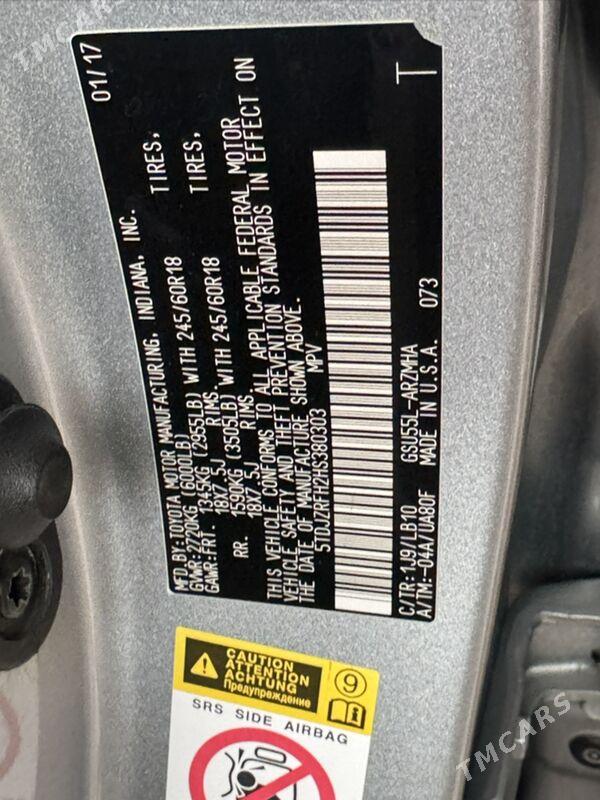 TMCARS
MFD.BY:TOYOTA MOTOR MANUFACTURING, INDIANA, INC. 01/17
GVWR:2720KG (6000LB)
GAWR:FRT. 1345KG (2955LB) WITH 245/60R18 TIRES,
18X7.5J RIMS
RR. 1590KG (3505LB) WITH 245/60R18 TIRES,
18X7.5J RIMS
THIS VEHICLE CONFORMS TO ALL APPLICABLE FEDERAL MOTOR
VEHICLE SAFETY AND THEFT PREVENTION STANDARDS IN EFFECT ON
THE DATE OF MANUFACTURE SHOWN ABOVE.
5TDJZRFH2HS380303 MPV
T
C/TR:1J9/LB10 GSU55L-ARZMHA
A/TM:-04A/UA80F MADE IN U.S.A. 073
CAUTION
ATTENTION
ACHTUNG
Предупреждение
9
SRS SIDE AIRBAG
TMCARS